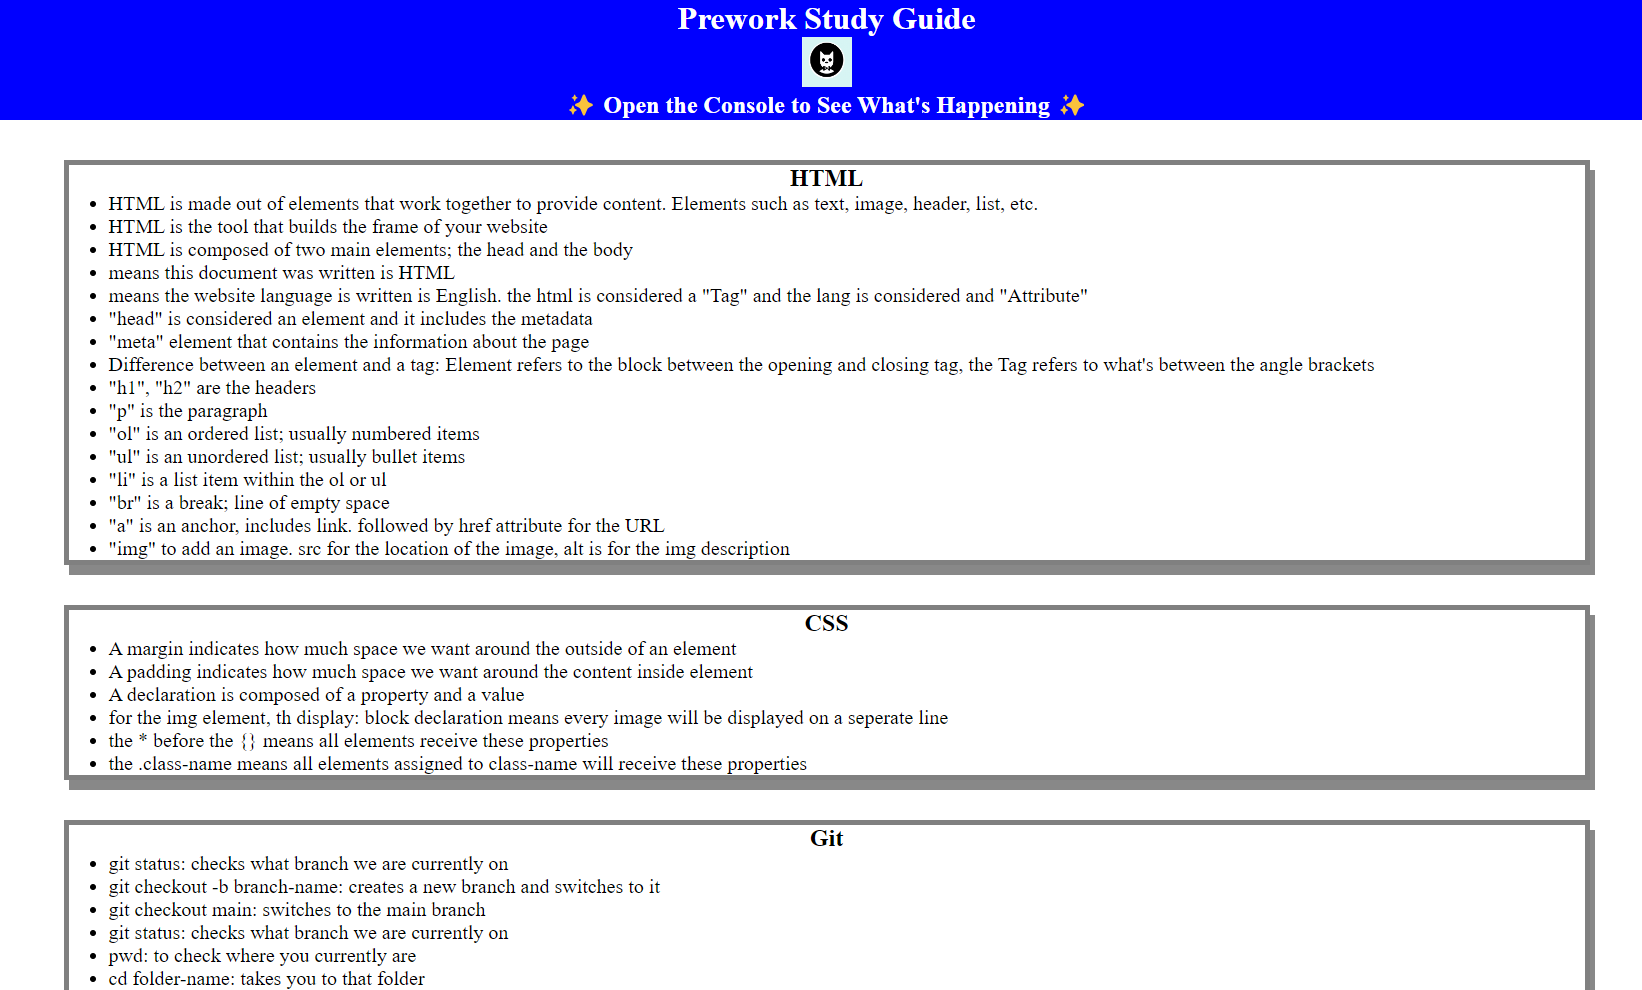 Prework Study Guide
✨ Open the Console to See What's Happening ✨
HTML
• HTML is made out of elements that work together to provide content. Elements such as text, image, header, list, etc.
• HTML is the tool that builds the frame of your website
• HTML is composed of two main elements; the head and the body
• means this document was written is HTML
• means the website language is written is English. the html is considered a "Tag" and the lang is considered and "Attribute"
• "head" is considered an element and it includes the metadata
• "meta" element that contains the information about the page
• Difference between an element and a tag: Element refers to the block between the opening and closing tag, the Tag refers to what's between the angle brackets
• "h1", "h2" are the headers
• "p" is the paragraph
• "ol" is an ordered list; usually numbered items
• "ul" is an unordered list; usually bullet items
• "li" is a list item within the ol or ul
• "br" is a break; line of empty space
• "a" is an anchor, includes link. followed by href attribute for the URL
• "img" to add an image. src for the location of the image, alt is for the img description
CSS
• A margin indicates how much space we want around the outside of an element
• A padding indicates how much space we want around the content inside element
• A declaration is composed of a property and a value
• for the img element, th display: block declaration means every image will be displayed on a seperate line
• the * before the {} means all elements receive these properties
• the .class-name means all elements assigned to class-name will receive these properties
Git
• git status: checks what branch we are currently on
• git checkout -b branch-name: creates a new branch and switches to it
• git checkout main: switches to the main branch
• git status: checks what branch we are currently on
• pwd: to check where you currently are
• cd folder-name: takes you to that folder